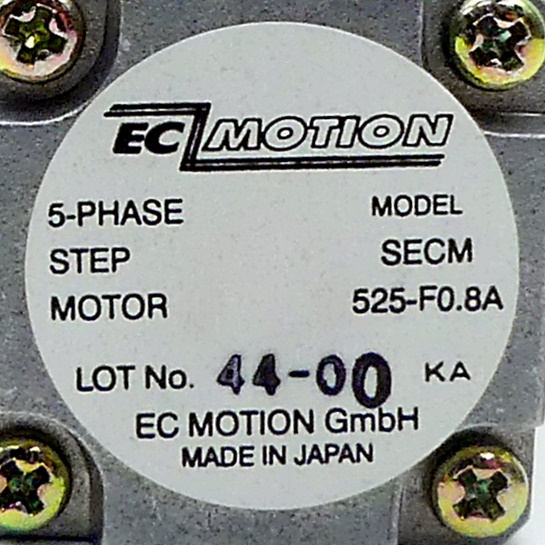 EC MOTION
5-PHASE MODEL
STEP SECM
MOTOR 525-F0.8A
LOT No. 44-00 KA
EC MOTION GmbH
MADE IN JAPAN